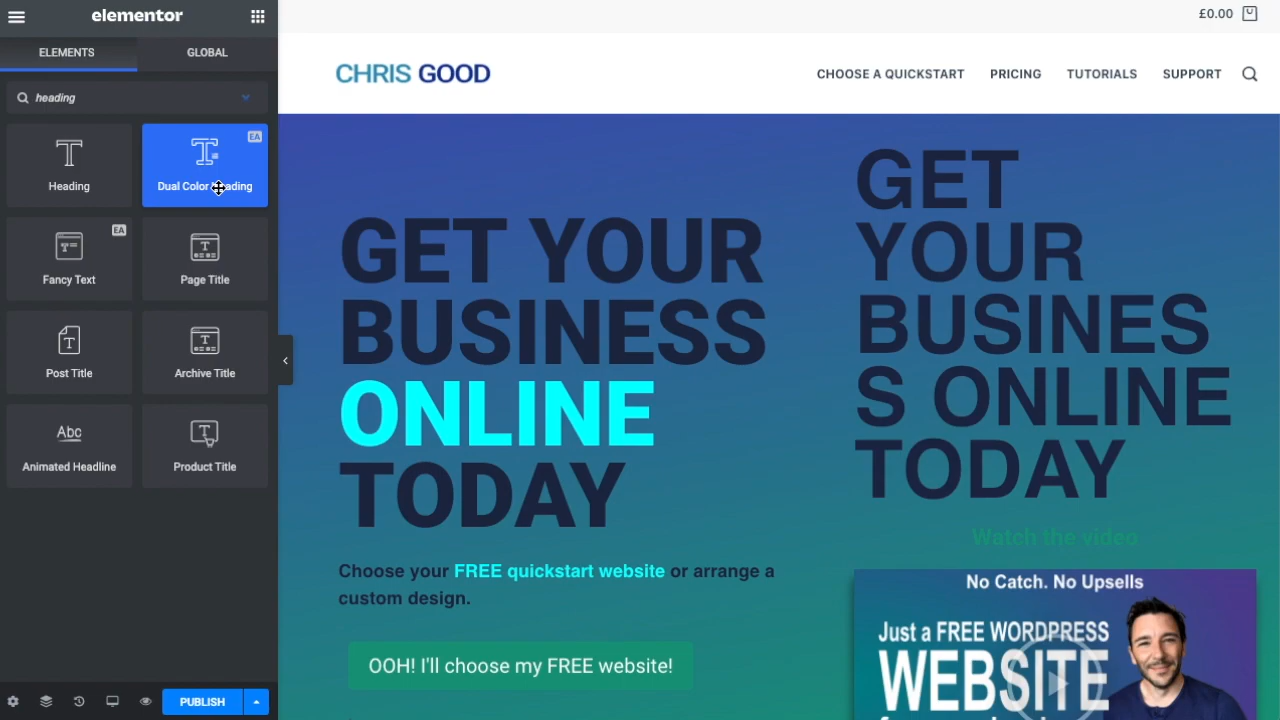 elementor
ELEMENTS
GLOBAL
heading
Heading
EA
Dual Color Heading
EA
Fancy Text
Page Title
Post Title
Archive Title
Abc
Animated Headline
Product Title
PUBLISH
£0.00
CHRIS GOOD
CHOOSE A QUICKSTART
PRICING
TUTORIALS
SUPPORT
GET YOUR
BUSINESS
ONLINE
TODAY
Choose your FREE quickstart website or arrange a
custom design.
OOH! I'll choose my FREE website!
GET
YOUR
BUSINES
S ONLINE
TODAY
Watch the video
No Catch. No Upsells
Just a FREE WORDPRESS
WEBSITE